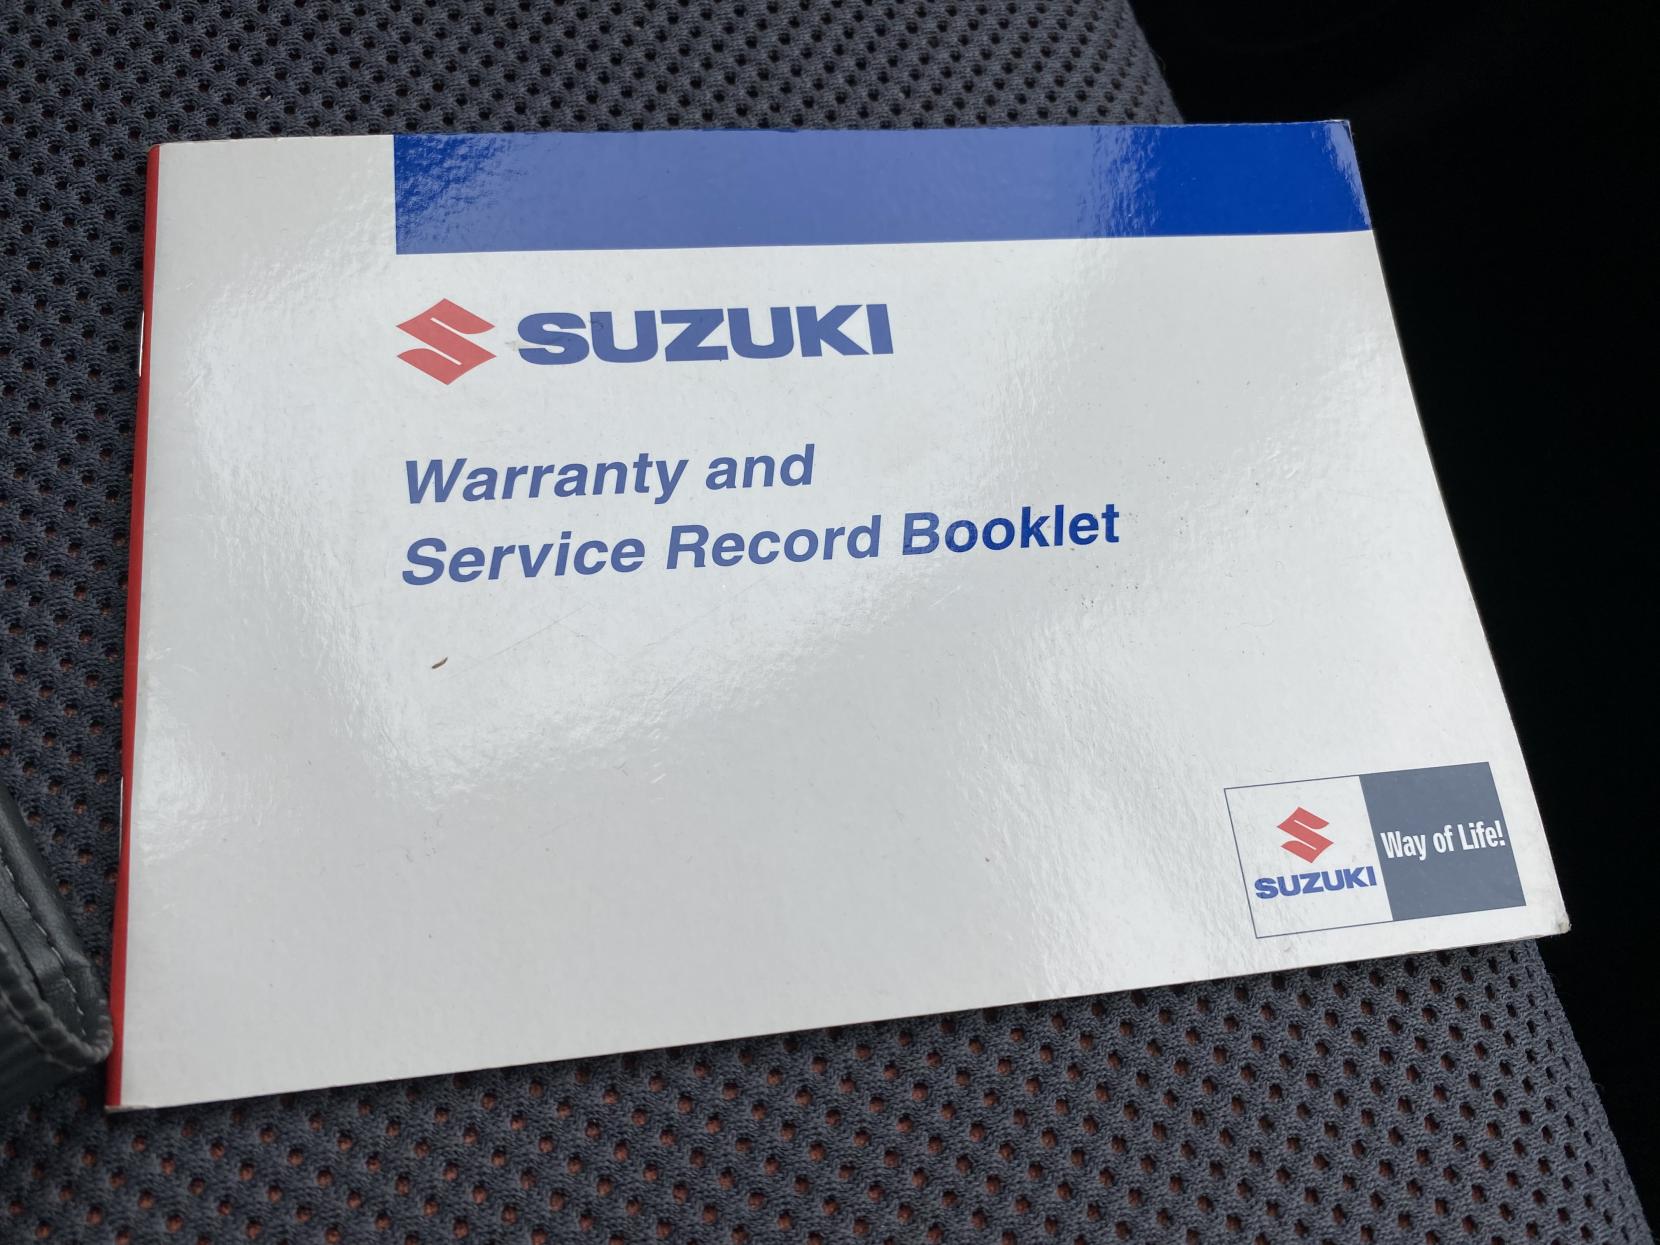 SUZUKI
Warranty and
Service Record Booklet
SUZUKI
Way of Life!